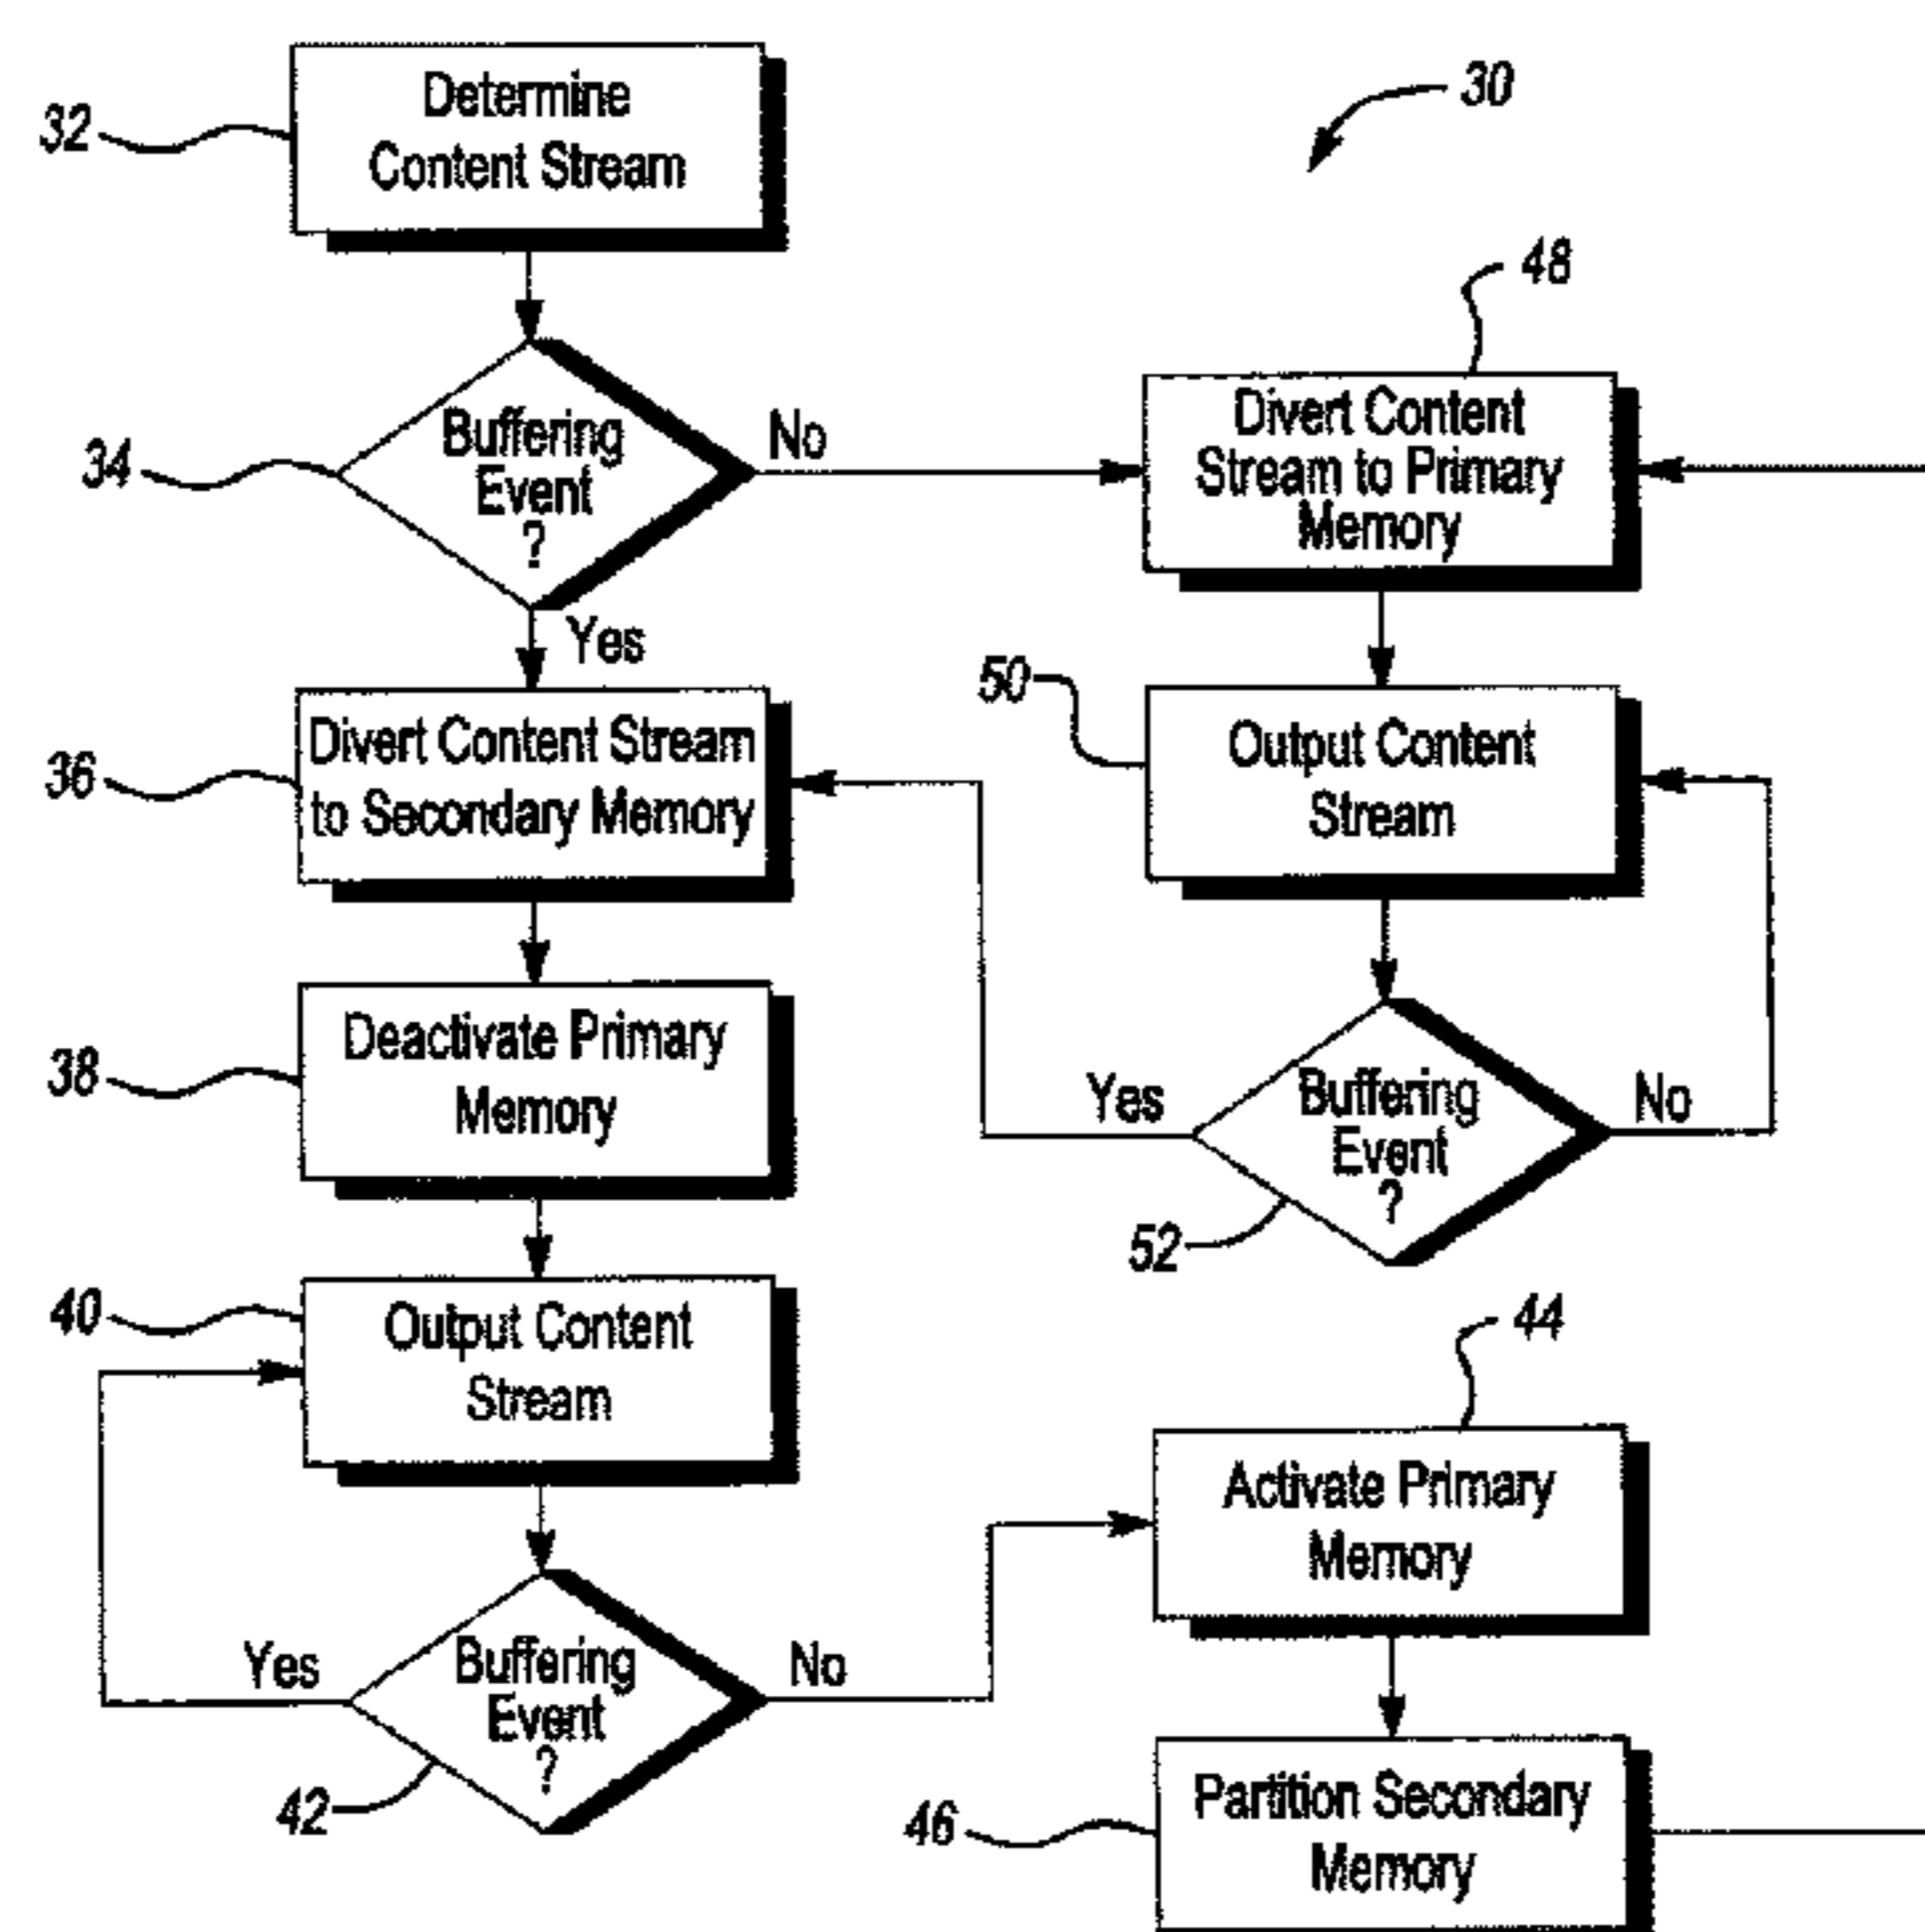 32
Determine
Content Stream
30
34
Buffering
Event
?
No
Yes
48
Divert Content
Stream to Primary
Memory
36
Divert Content Stream
to Secondary Memory
50
Output Content
Stream
38
Deactivate Primary
Memory
Yes
Buffering
Event
?
No
52
40
Output Content
Stream
44
Activate Primary
Memory
Yes
Buffering
Event
?
No
42
46
Partition Secondary
Memory